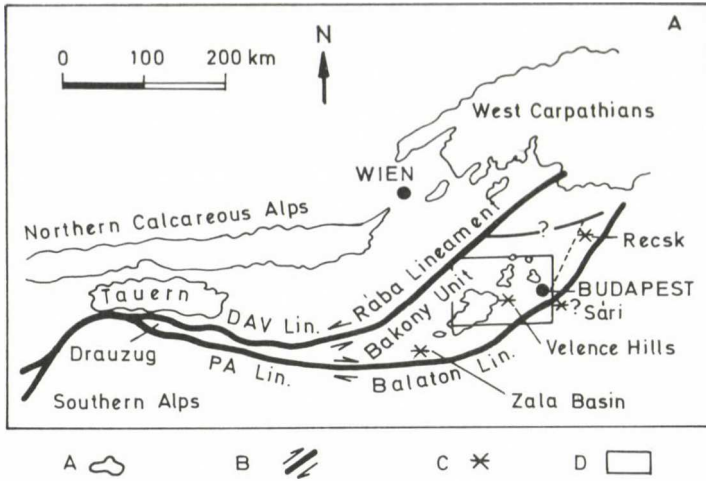 A
N
0 100 200 km
West Carpathians
WIEN
Northern Calcareous Alps
Rába Lineament
?
Recsk
Tauern
Bakony Unit
BUDAPEST
? Sári
DAV Lin.
Drauzug
PA Lin.
Balaton Lin.
Velence Hills
Zala Basin
Southern Alps
A B C D